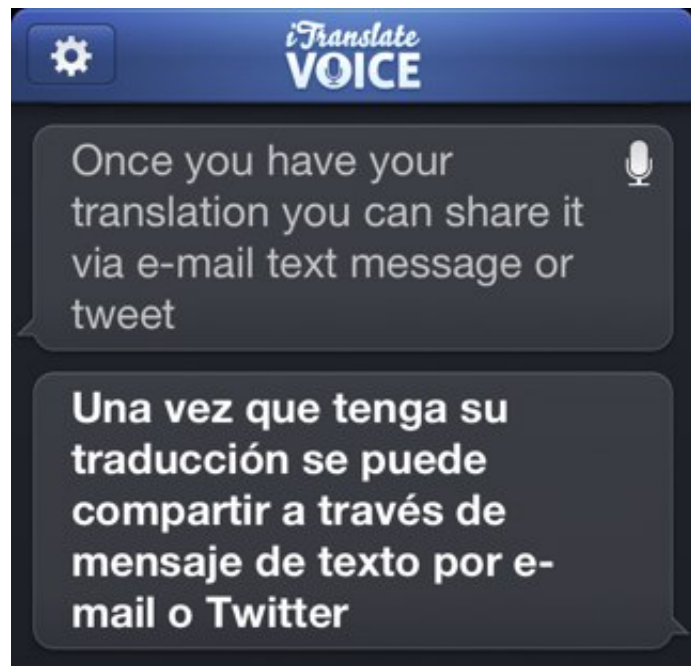 iTranslate
VOICE
Once you have your
translation you can share it
via e-mail text message or
tweet
Una vez que tenga su
traducción se puede
compartir a través de
mensaje de texto por e-
mail o Twitter